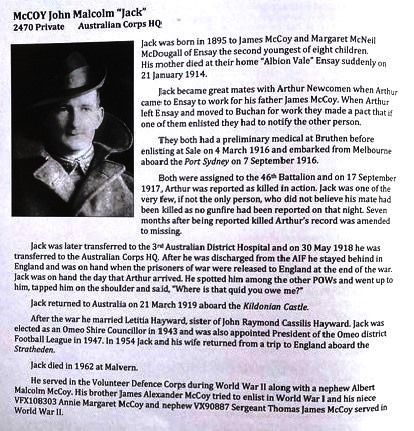 McCOY John Malcolm "Jack"
2470 Private Australian Corps HQ
Jack was born in 1895 to James McCoy and Margaret McNeil
McDougall of Ensay the second youngest of eight children.
His mother died at their home "Albion Vale" Ensay suddenly on
21 January 1914.
Jack became great mates with Arthur Newcomen when Arthur
came to Ensay to work for his father James McCoy. When Arthur
left Ensay and moved to Buchan for work they made a pact that if
one of them enlisted they had to notify the other person.
They both had a preliminary medical at Bruthen before
enlisting at Sale on 4 March 1916 and embarked from Melbourne
aboard the Port Sydney on 7 September 1916.
Both were assigned to the 46th Battalion and on 17 September
1917, Arthur was reported as killed in action. Jack was one of the
very few, if not the only person, who did not believe his mate had
been killed as no gunfire had been reported on that night. Seven
months after being reported killed Arthur's record was amended
to missing.
Jack was later transferred to the 3rd Australian District Hospital and on 30 May 1918 he was
transferred to the Australian Corps HQ. After he was discharged from the AIF he stayed behind in
England and was on hand when the prisoners of war were released to England at the end of the war.
Jack was on hand the day that Arthur arrived. He spotted him among the other POWs and went up to
him, tapped him on the shoulder and said, "Where is that quid you owe me?"
Jack returned to Australia on 21 March 1919 aboard the Kildonian Castle.
After the war he married Letitia Hayward, sister of John Raymond Cassilis Hayward. Jack was
elected as an Omeo Shire Councillor in 1943 and was also appointed President of the Omeo district
Football League in 1947. In 1954 Jack and his wife returned from a trip to England aboard the
Stratheden.
Jack died in 1962 at Malvern.
He served in the Volunteer Defence Corps during World War II along with a nephew Albert
Malcolm McCoy. His brother James Alexander McCoy tried to enlist in World War I and his niece
VFX108303 Annie Margaret McCoy and nephew VX90887 Sergeant Thomas James McCoy served in
World War II.